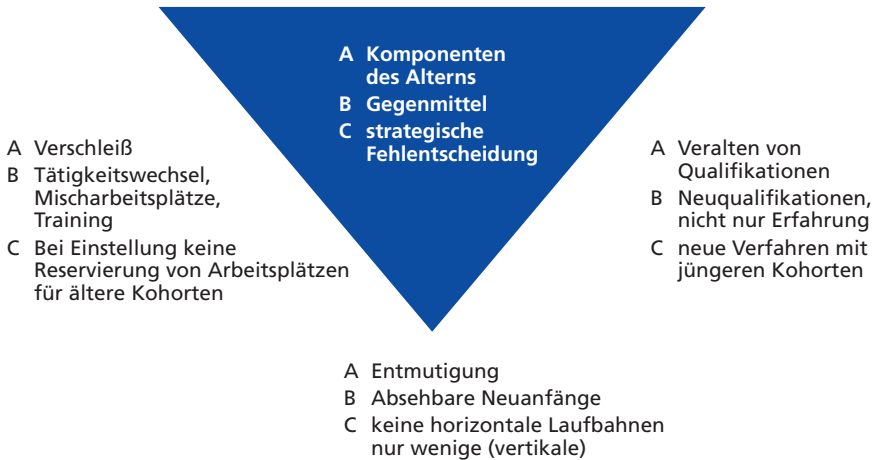 A Komponenten
des Alterns
B Gegenmittel
C strategische
Fehlentscheidung
A Verschleiß
B Tätigkeitswechsel,
Mischarbeitsplätze,
Training
C Bei Einstellung keine
Reservierung von Arbeitsplätzen
für ältere Kohorten
A Veralten von
Qualifikationen
B Neuqualifikationen,
nicht nur Erfahrung
C neue Verfahren mit
jüngeren Kohorten
A Entmutigung
B Absehbare Neuanfänge
C keine horizontale Laufbahnen
nur wenige (vertikale)